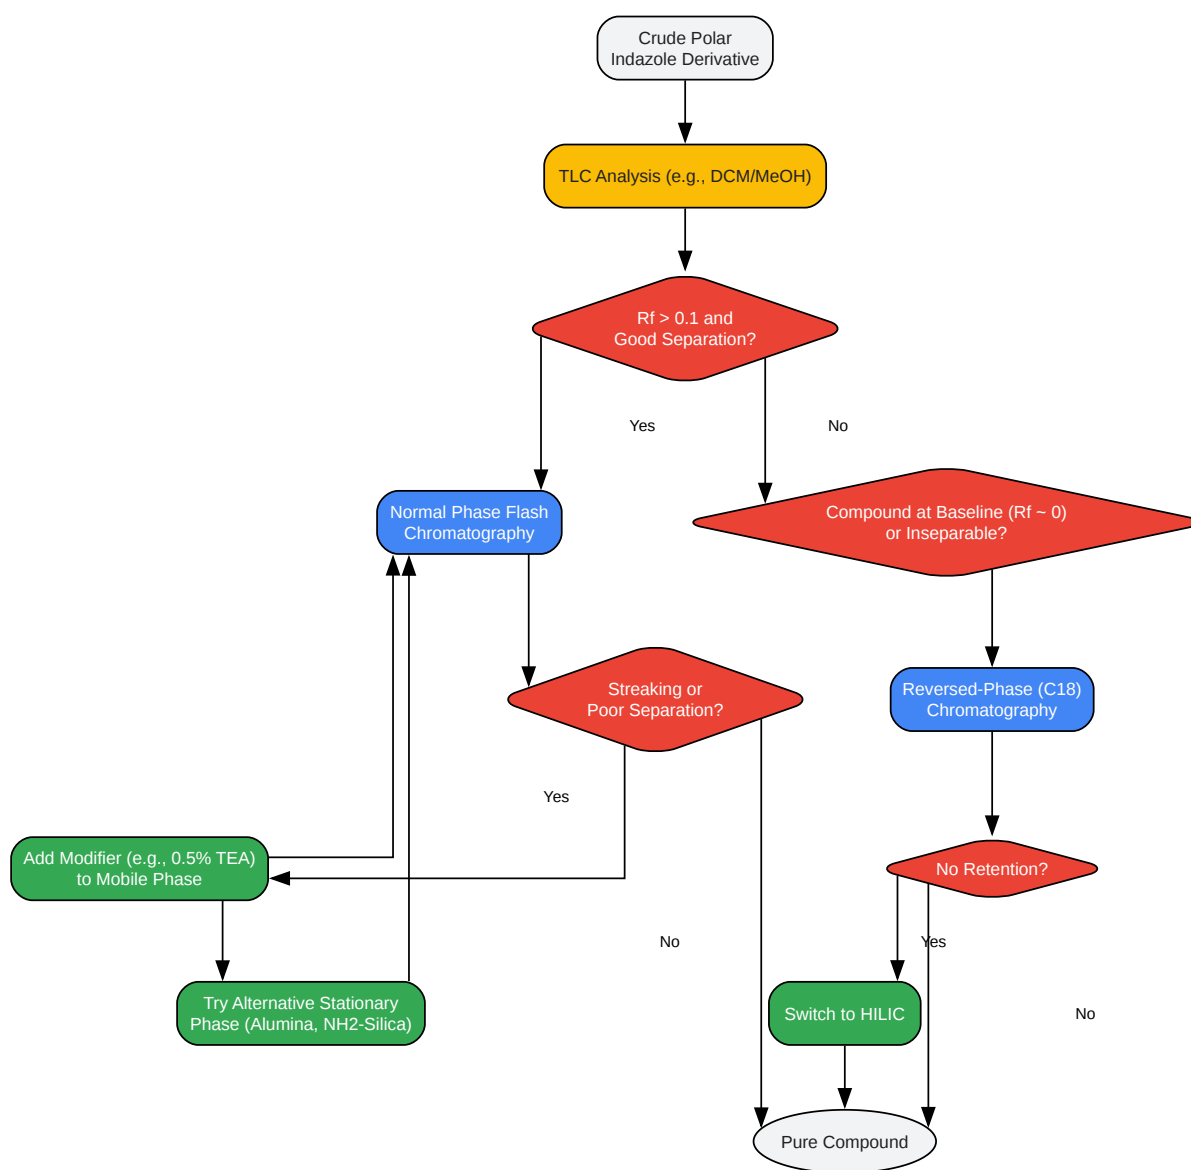 Crude Polar
Indazole Derivative
TLC Analysis (e.g., DCM/MeOH)
Rf > 0.1 and
Good Separation?
Yes
No
Normal Phase Flash
Chromatography
Compound at Baseline (Rf ~ 0)
or Inseparable?
Streaking or
Poor Separation?
Reversed-Phase (C18)
Chromatography
Yes
Add Modifier (e.g., 0.5% TEA)
to Mobile Phase
No Retention?
No
Yes
Try Alternative Stationary
Phase (Alumina, NH2-Silica)
Switch to HILIC
No
Pure Compound